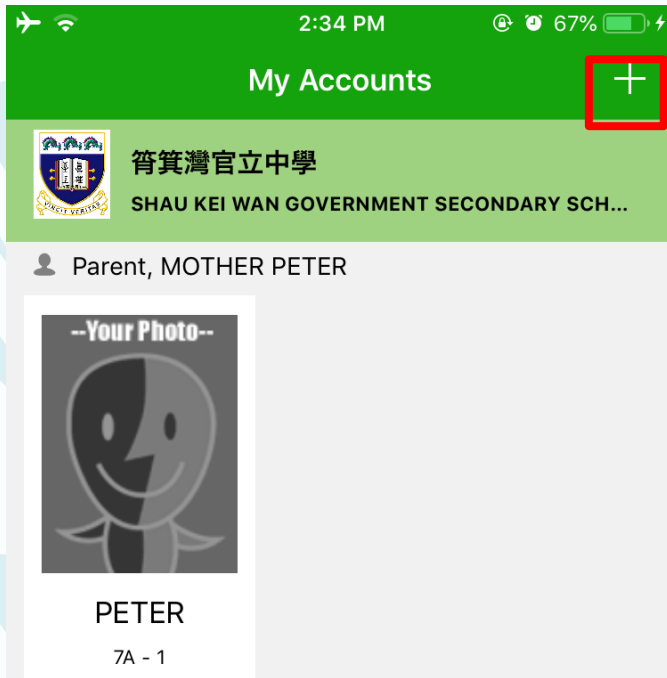 2:34 PM
67%
My Accounts
筲箕灣官立中學
SHAU KEI WAN GOVERNMENT SECONDARY SCH...
Parent, MOTHER PETER
--Your Photo--
PETER
7A - 1